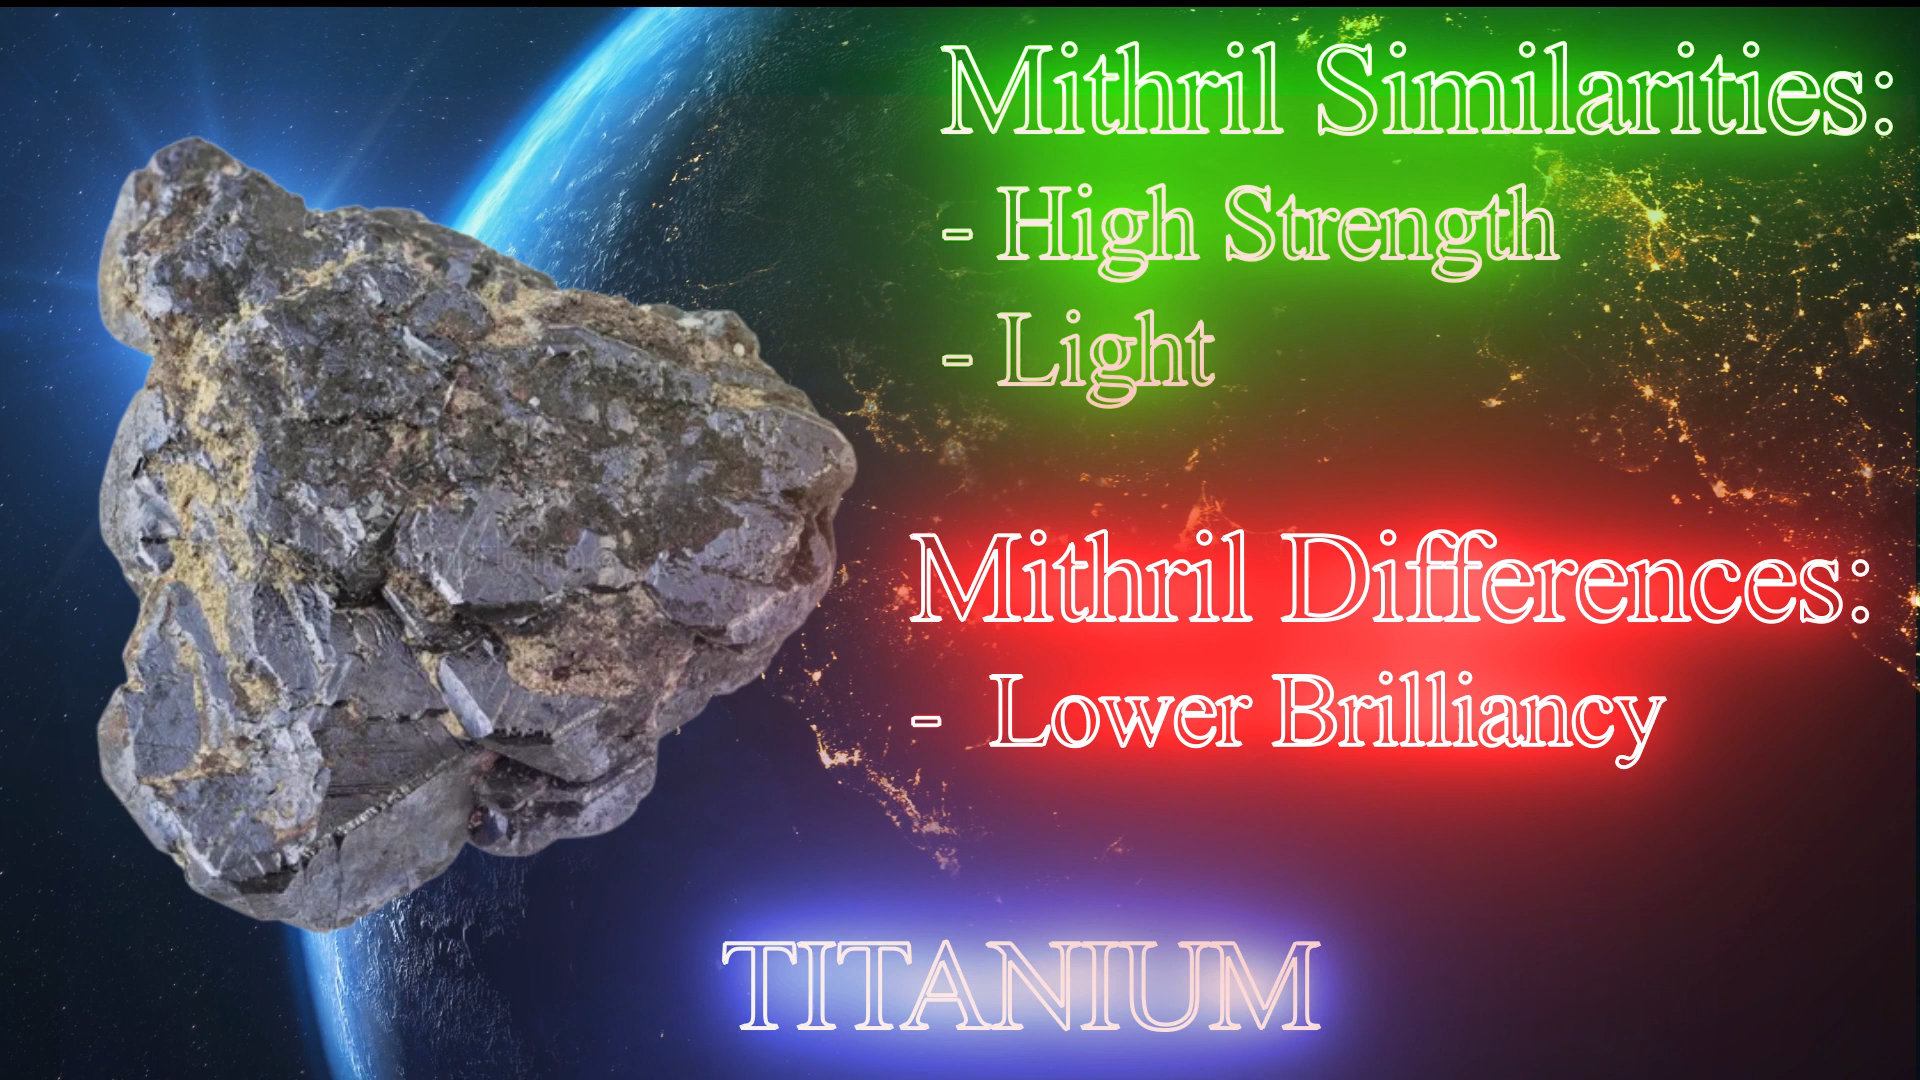 Mithril Similarities:
- High Strength
- Light
Mithril Differences:
- Lower Brilliancy
TITANIUM